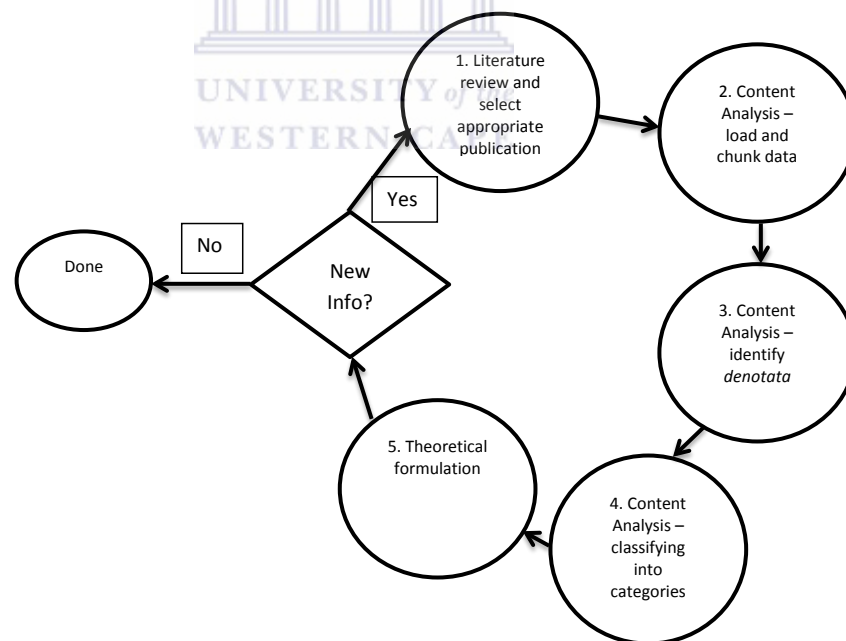 UNIVERSITY of the
WESTERN CAPE
1. Literature
review and
select
appropriate
publication
2. Content
Analysis –
load and
chunk data
3. Content
Analysis –
identify
denotata
4. Content
Analysis –
classifying
into
categories
5. Theoretical
formulation
New
Info?
Yes
No
Done